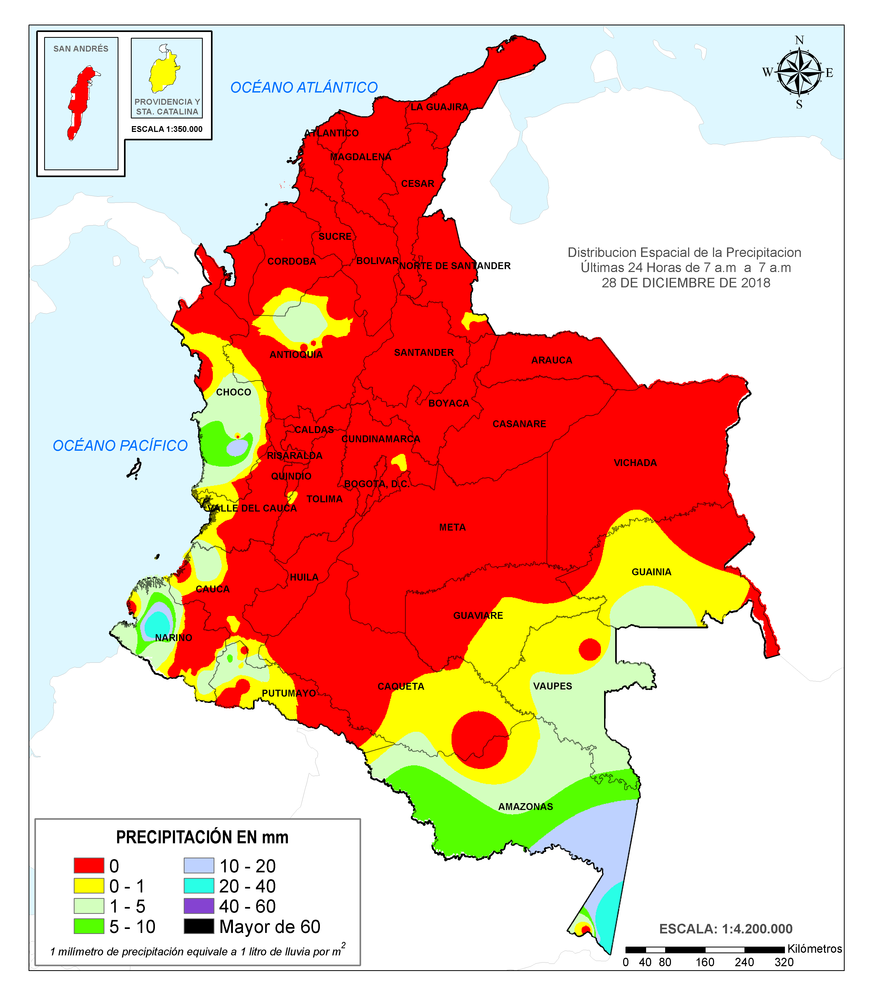 SAN ANDRÉS
PROVIDENCIA Y
STA. CATALINA
ESCALA 1:350.000
N
W
E
S
OCÉANO ATLÁNTICO
LA GUAJIRA
ATLANTICO
MAGDALENA
CESAR
SUCRE
CORDOBA
BOLIVAR
NORTE DE SANTANDER
Distribucion Espacial de la Precipitacion
Últimas 24 Horas de 7 a.m a 7 a.m
28 DE DICIEMBRE DE 2018
ANTIOQUIA
SANTANDER
ARAUCA
CHOCO
BOYACA
CASANARE
CALDAS
CUNDINAMARCA
OCÉANO PACÍFICO
RISARALDA
VICHADA
QUINDIO
BOGOTA, D.C.
TOLIMA
VALLE DEL CAUCA
META
GUAINIA
HUILA
CAUCA
GUAVIARE
NARINO
CAQUETA
VAUPES
PUTUMAYO
AMAZONAS
PRECIPITACIÓN EN mm
0
0 - 1
1 - 5
5 - 10
10 - 20
20 - 40
40 - 60
Mayor de 60
1 milímetro de precipitación equivale a 1 litro de lluvia por m2
ESCALA: 1:4.200.000
Kilómetros
0 40 80 160 240 320